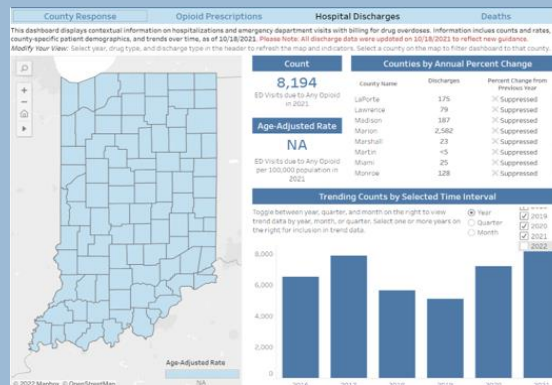 County Response
Opioid Prescriptions
Hospital Discharges
Deaths
This dashboard displays contextual information on hospitalizations and emergency department visits with billing for drug overdoses. Information inclues counts and rates,
county-specific patient demographics, and trends over time, as of 10/18/2021. Please Note: All discharge data were updated on 10/18/2021 to reflect new guidance.
Modify Your View: Select year, drug type, and discharge type in the header to refresh the map and indicators. Select a county on the map to filter dashboard to that county.
Count
8,194
ED Visits due to Any Opioid
in 2021
Age-Adjusted Rate
NA
ED Visits due to Any Opioid
per 100,000 population in
2021
Counties by Annual Percent Change
County Name Discharges Percent Change from
Previous Year
LaPorte 175 Suppressed
Lawrence 79 Suppressed
Madison 187 Suppressed
Marion 2,582 Suppressed
Marshall 23 Suppressed
Martin <5 Suppressed
Miami 25 Suppressed
Monroe 128 Suppressed
Trending Counts by Selected Time Interval
Toggle between year, quarter, and month on the right to view
trend data by year, month, or quarter. Select one or more years on
the right for inclusion in trend data.
Year
Quarter
Month
2019
2020
2021
2022
8,000
6,000
4,000
2,000
0
Age-Adjusted Rate
NA
© 2022 Mapbox © OpenStreetMap